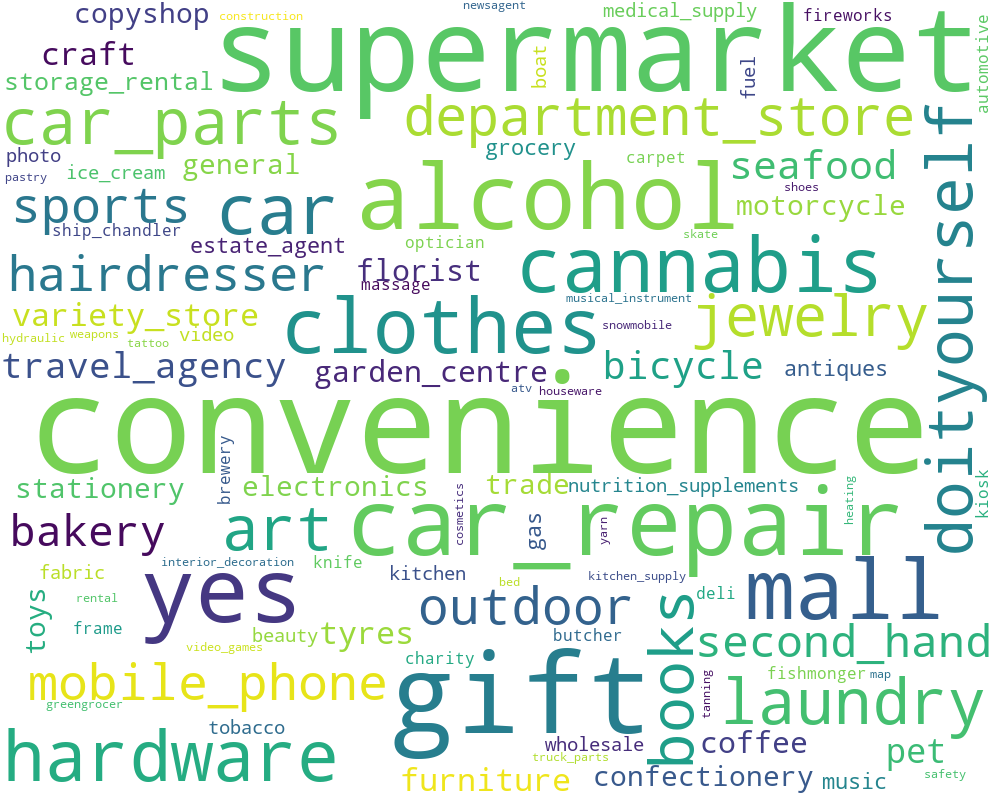 copyshop
construction
newsagent
medical_supply
fireworks
craft
supermarket
automotive
storage_rental
boat
fuel
car_parts
department_store
doityourself
photo
general
grocery
carpet
seafood
pastry
ice_cream
alcohol
shoes
sports
car
motorcycle
ship_chandler
estate_agent
optician
skate
hairdresser
florist
cannabis
massage
musical_instrument
variety_store
clothes
jewelry
hydraulic
weapons
video
snowmobile
tattoo
travel_agency
garden_centre
bicycle
antiques
atv
houseware
convenience
brewery
stationery
electronics
trade
nutrition_supplements
kiosk
bakery
art
car_repair
cosmetics
gas
yarn
heating
interior_decoration
knife
fabric
yes
kitchen
bed
kitchen_supply
mall
toys
rental
outdoor
books
deli
frame
beauty
tyres
butcher
second_hand
video_games
charity
mobile_phone
gift
fishmonger
map
greengrocer
tanning
laundry
tobacco
hardware
wholesale
coffee
pet
truck_parts
furniture
confectionery
music
safety